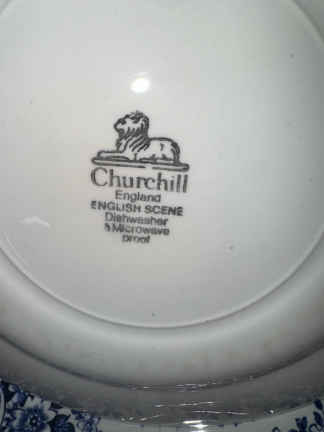 Churchill
England
ENGLISH SCENE
Dishwasher
& Microwave
proof